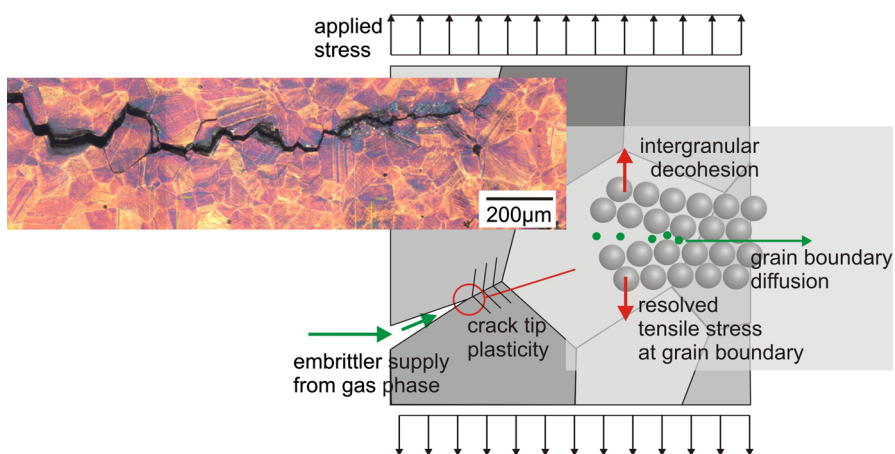 applied
stress
200µm
intergranular
decohesion
grain boundary
diffusion
resolved
tensile stress
at grain boundary
crack tip
plasticity
embrittler supply
from gas phase